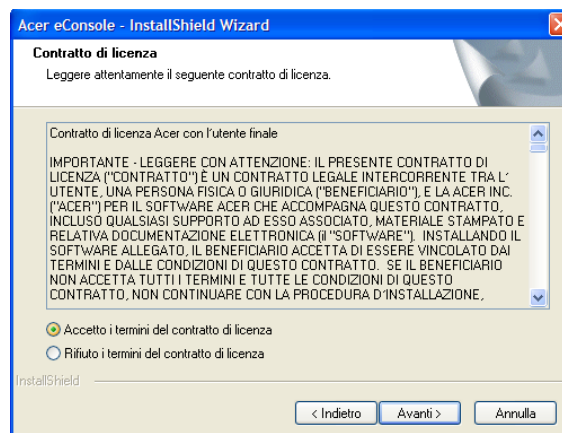 Acer eConsole - InstallShield Wizard
Contratto di licenza
Leggere attentamente il seguente contratto di licenza.
Contratto di licenza Acer con l'utente finale
IMPORTANTE - LEGGERE CON ATTENZIONE: IL PRESENTE CONTRATTO DI
LICENZA ("CONTRATTO") È UN CONTRATTO LEGALE INTERCORRENTE TRA L'
UTENTE, UNA PERSONA FISICA O GIURIDICA ("BENEFICIARIO"), E LA ACER INC.
("ACER") PER IL SOFTWARE ACER CHE ACCOMPAGNA QUESTO CONTRATTO,
INCLUSO QUALSIASI SUPPORTO AD ESSO ASSOCIATO, MATERIALE STAMPATO E
RELATIVA DOCUMENTAZIONE ELETTRONICA (il "SOFTWARE"). INSTALLANDO IL
SOFTWARE ALLEGATO, IL BENEFICIARIO ACCETTA DI ESSERE VINCOLATO DAI
TERMINI E DALLE CONDIZIONI DI QUESTO CONTRATTO. SE IL BENEFICIARIO
NON ACCETTA TUTTI I TERMINI E TUTTE LE CONDIZIONI DI QUESTO
CONTRATTO, NON CONTINUARE CON LA PROCEDURA D'INSTALLAZIONE,
Accetto i termini del contratto di licenza
Rifiuto i termini del contratto di licenza
InstallShield
< Indietro Avanti > Annulla